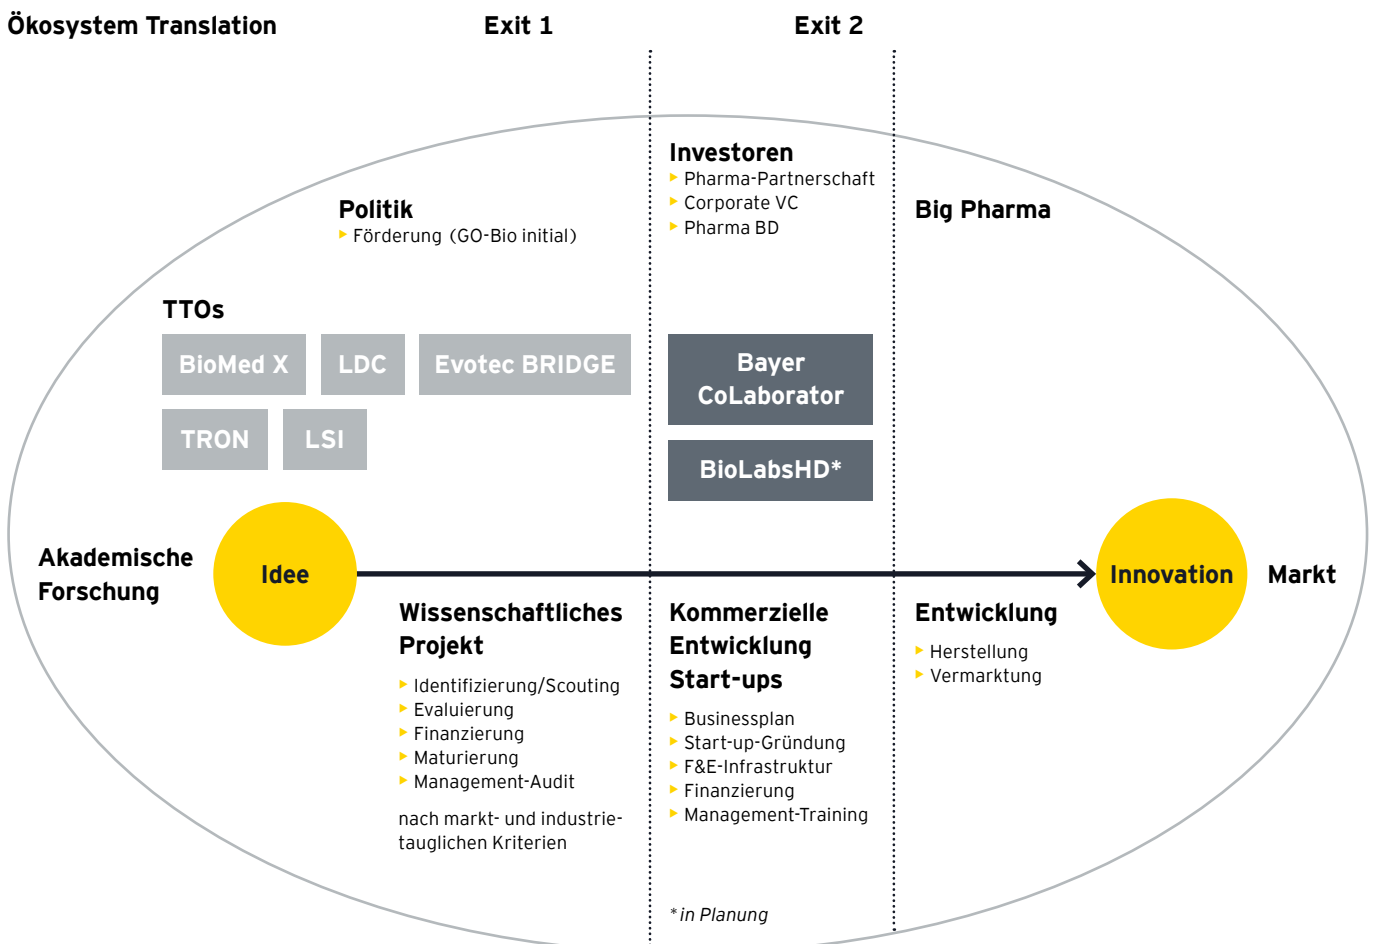 Ökosystem Translation
Exit 1
Exit 2
Investoren
▸ Pharma-Partnerschaft
▸ Corporate VC
▸ Pharma BD
Politik
▸ Förderung (GO-Bio initial)
Big Pharma
TTOs
BioMed X
LDC
Evotec BRIDGE
TRON
LSI
Bayer
CoLaborator
BioLabsHD*
Akademische
Forschung
Idee
Innovation
Markt
Wissenschaftliches
Projekt
▸ Identifizierung/Scouting
▸ Evaluierung
▸ Finanzierung
▸ Maturierung
▸ Management-Audit
nach markt- und industrie-
tauglichen Kriterien
Kommerzielle
Entwicklung
Start-ups
▸ Businessplan
▸ Start-up-Gründung
▸ F&E-Infrastruktur
▸ Finanzierung
▸ Management-Training
Entwicklung
▸ Herstellung
▸ Vermarktung
*in Planung